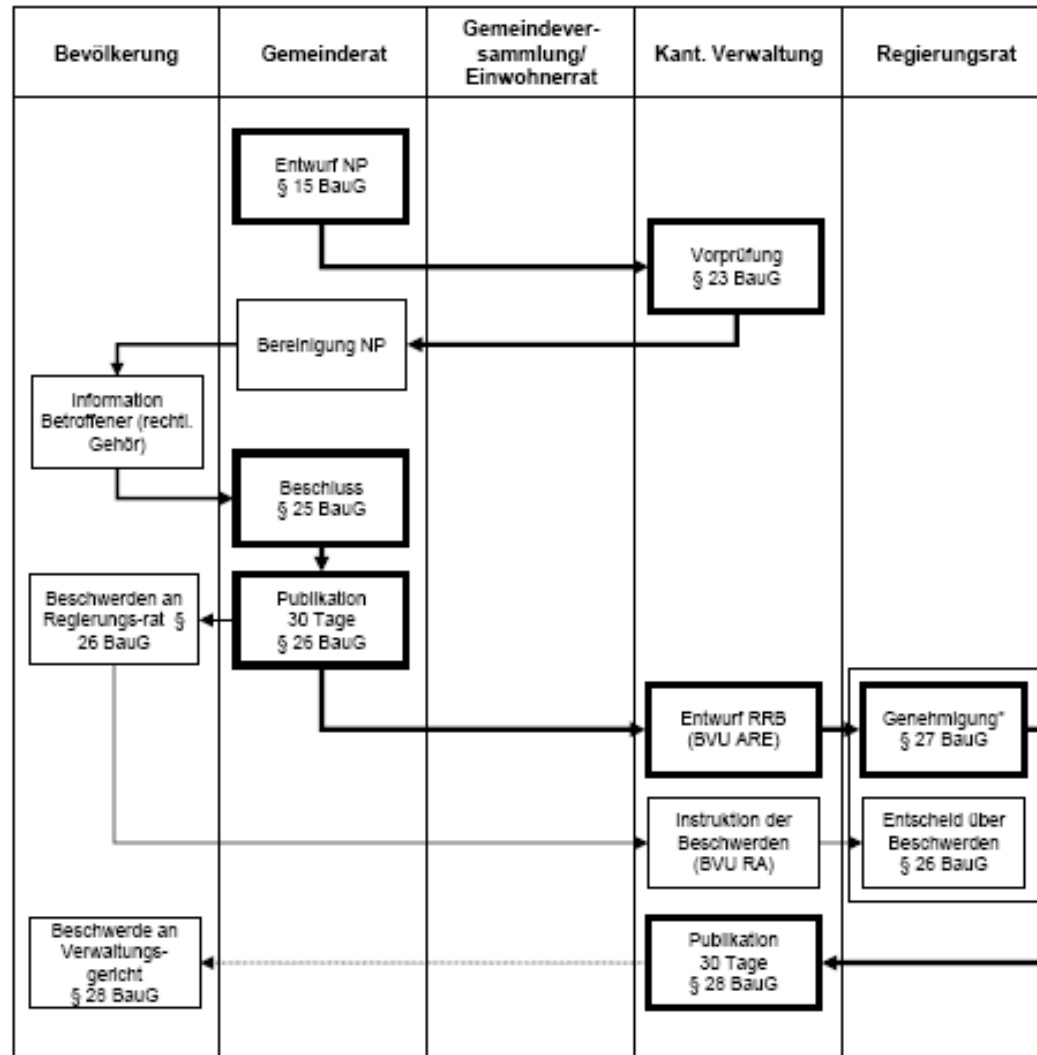 Bevölkerung
Gemeinderat
Gemeindever-
sammlung/
Einwohnerrat
Kant. Verwaltung
Regierungsrat
Entwurf NP
§ 15 BauG
Vorprüfung
§ 23 BauG
Bereinigung NP
Information
Betroffener (rechtl.
Gehör)
Beschluss
§ 25 BauG
Beschwerden an
Regierungs-rat §
26 BauG
Publikation
30 Tage
§ 26 BauG
Entwurf RRB
(BVU ARE)
Genehmigung*
§ 27 BauG
Instruktion der
Beschwerden
(BVU RA)
Entscheid über
Beschwerden
§ 26 BauG
Beschwerde an
Verwaltungs-
gericht
§ 28 BauG
Publikation
30 Tage
§ 28 BauG